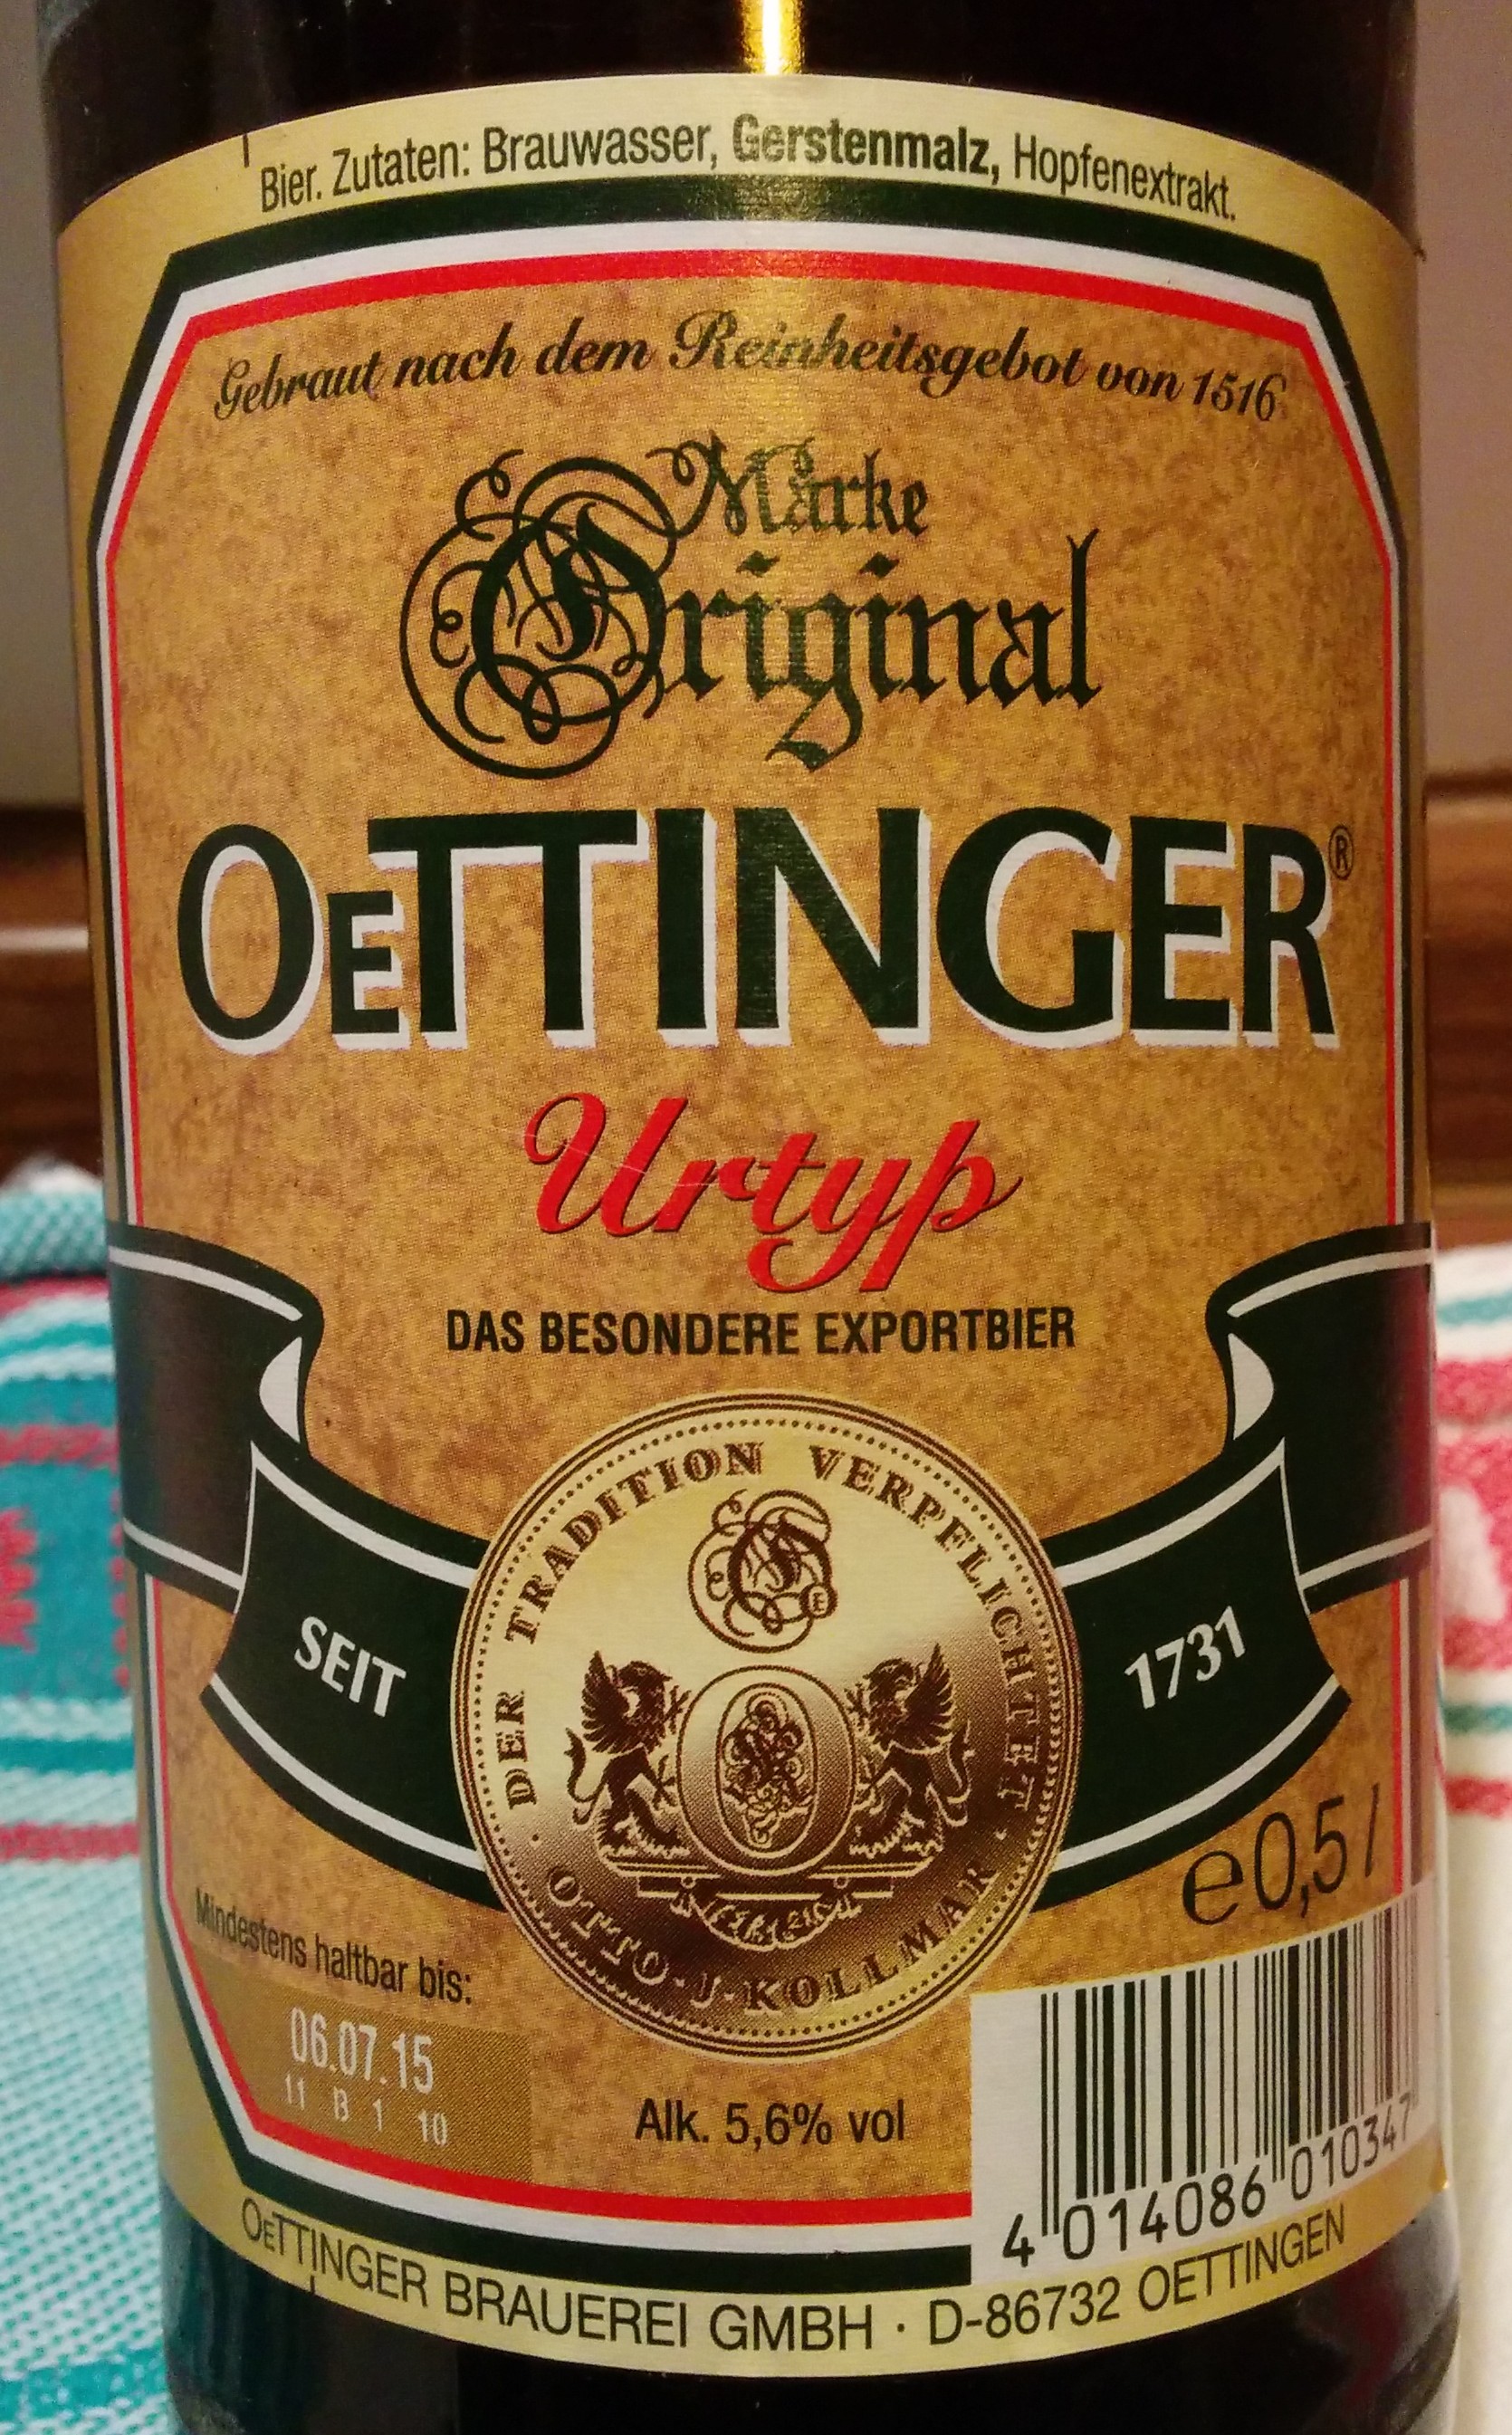 Bier. Zutaten: Brauwasser, Gerstenmalz, Hopfenextrakt.
Gebraut nach dem Reinheitsgebot von 1516
Marke
Original
OeTTINGER®
Urtyp
DAS BESONDERE EXPORTBIER
SEIT
1731
· DER TRADITION VERPFLICHTET ·
OTTO · J · KOLLMAR
e 0,5 l
Mindestens haltbar bis:
06.07.15
11 B 1 10
Alk. 5,6% vol
4 014086 010347
OeTTINGER BRAUEREI GMBH · D-86732 OETTINGEN